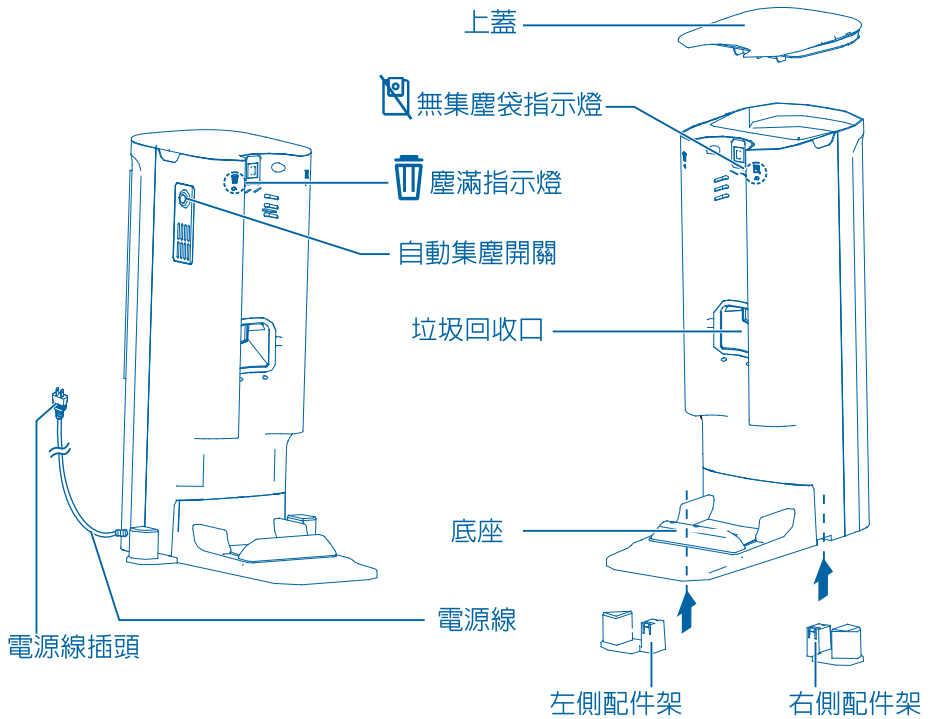 上蓋
無集塵袋指示燈
塵滿指示燈
自動集塵開關
垃圾回收口
底座
電源線
電源線插頭
左側配件架
右側配件架